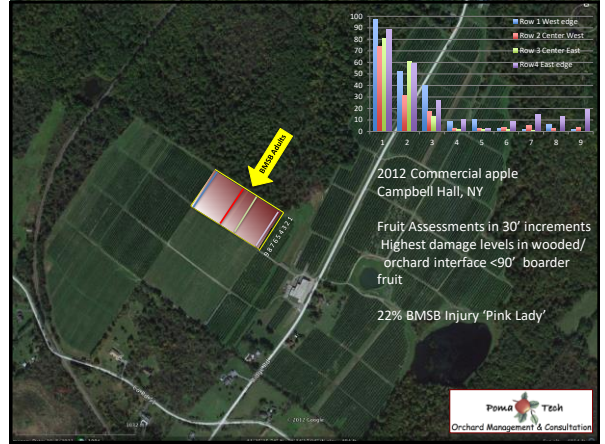 100
90
80
70
60
50
40
30
20
10
0
Row 1 West edge
Row 2 Center West
Row 3 Center East
Row4 East edge
1 2 3 4 5 6 7 8 9
BMSB Adults
9 8 7 6 5 4 3 2 1
2012 Commercial apple
Campbell Hall, NY
Fruit Assessments in 30' increments
Highest damage levels in wooded/
orchard interface <90' boarder
fruit
22% BMSB Injury 'Pink Lady'
© 2012 Google
Poma Tech
Orchard Management & Consultation